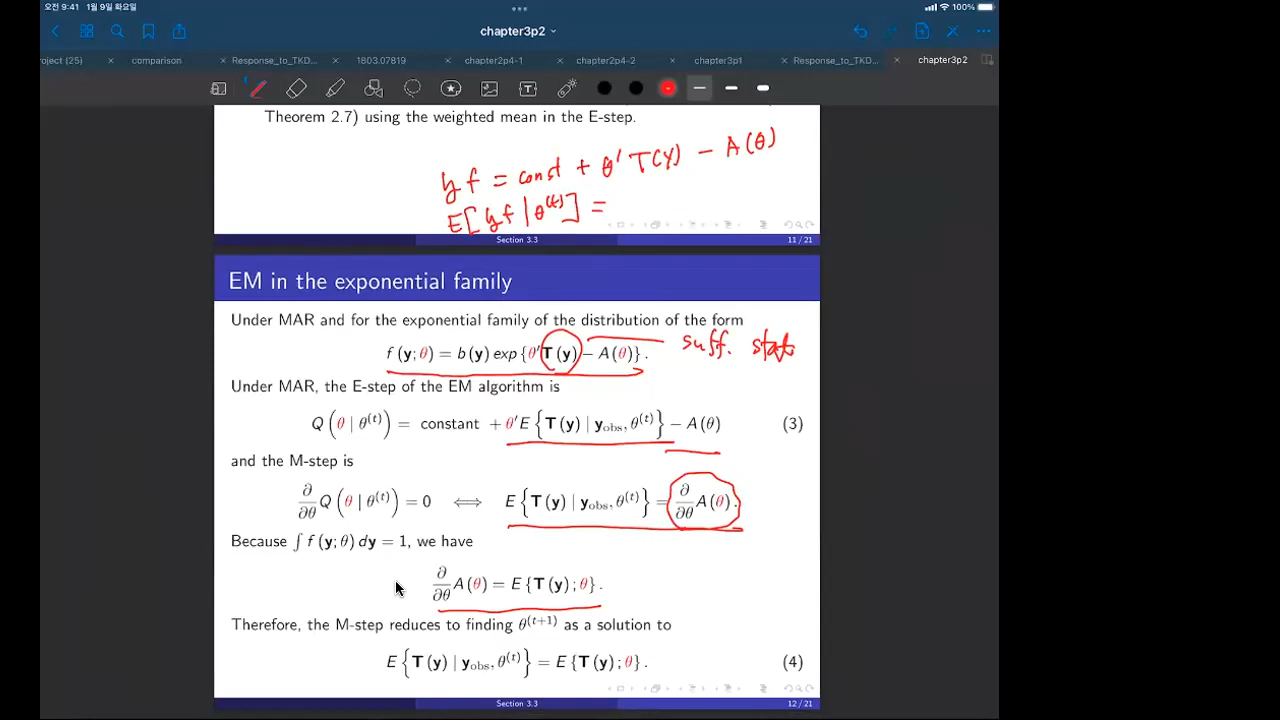 오전 9:41 1월 9일 화요일
100%
chapter3p2
roject (25) comparison Response_to_TKD... 1803.07819 chapter2p4-1 chapter2p4-2 chapter3p1 Response_to_TKD... chapter3p2
Theorem 2.7) using the weighted mean in the E-step.
lg f = const + θ' T(y) − A(θ)
E[lg f | θ^(t)] =
Section 3.3 11 / 21
EM in the exponential family
Under MAR and for the exponential family of the distribution of the form
f (y; θ) = b (y) exp {θ′T (y) − A (θ)} . suff. stat
Under MAR, the E-step of the EM algorithm is
Q (θ | θ^(t)) = constant + θ′E {T (y) | y_obs, θ^(t)} − A (θ) (3)
and the M-step is
∂/∂θ Q (θ | θ^(t)) = 0 ⟺ E {T (y) | y_obs, θ^(t)} = ∂/∂θ A (θ) .
Because ∫ f (y; θ) dy = 1, we have
∂/∂θ A (θ) = E {T (y) ; θ} .
Therefore, the M-step reduces to finding θ^(t+1) as a solution to
E {T (y) | y_obs, θ^(t)} = E {T (y) ; θ} . (4)
Section 3.3 12 / 21